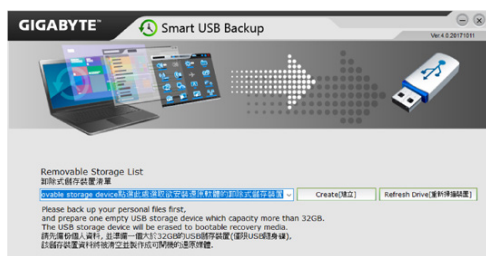 GIGABYTE™
Smart USB Backup
Ver.4.0.20171011
Removable Storage List
卸除式儲存裝置清單
ovable storage device點選此處選取欲安裝還原軟體的卸除式儲存裝置
Create[建立]
Refresh Drive[重新掃描裝置]
Please back up your personal files first,
and prepare one empty USB storage device which capacity more than 32GB.
The USB storage device will be erased to bootable recovery media.
請先備份個人資料, 並準備一個大於32GB的USB儲存裝置(僅限USB隨身碟),
該儲存裝置資料將被清空並製作成可開機的還原媒體.